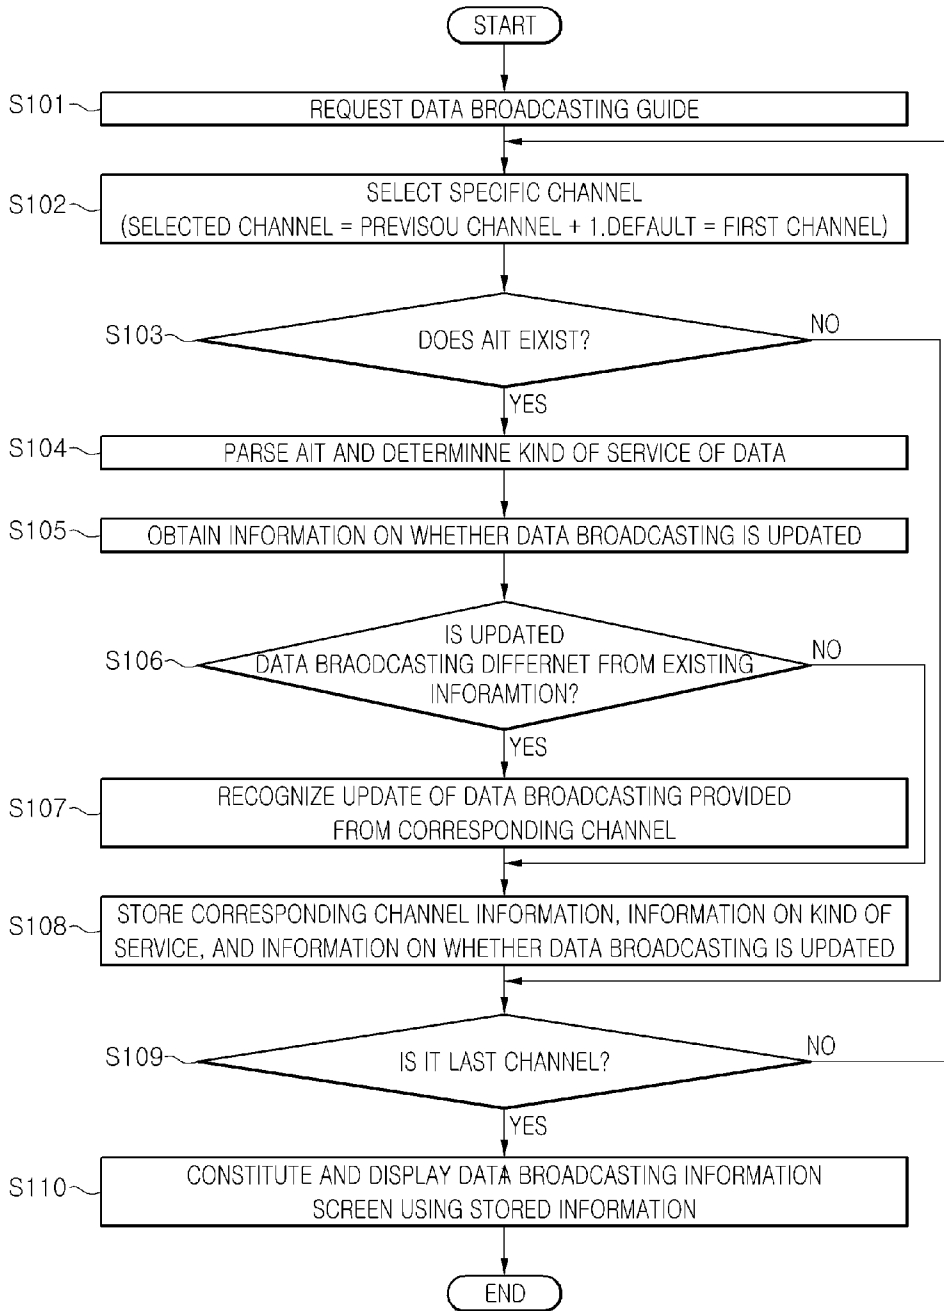 START
S101
REQUEST DATA BROADCASTING GUIDE
S102
SELECT SPECIFIC CHANNEL
(SELECTED CHANNEL = PREVISOU CHANNEL + 1.DEFAULT = FIRST CHANNEL)
S103
DOES AIT EIXIST?
NO
YES
S104
PARSE AIT AND DETERMINNE KIND OF SERVICE OF DATA
S105
OBTAIN INFORMATION ON WHETHER DATA BROADCASTING IS UPDATED
S106
IS UPDATED
DATA BRAODCASTING DIFFERNET FROM EXISTING
INFORAMTION?
NO
YES
S107
RECOGNIZE UPDATE OF DATA BROADCASTING PROVIDED
FROM CORRESPONDING CHANNEL
S108
STORE CORRESPONDING CHANNEL INFORMATION, INFORMATION ON KIND OF
SERVICE, AND INFORMATION ON WHETHER DATA BROADCASTING IS UPDATED
S109
IS IT LAST CHANNEL?
NO
YES
S110
CONSTITUTE AND DISPLAY DATA BROADCASTING INFORMATION
SCREEN USING STORED INFORMATION
END